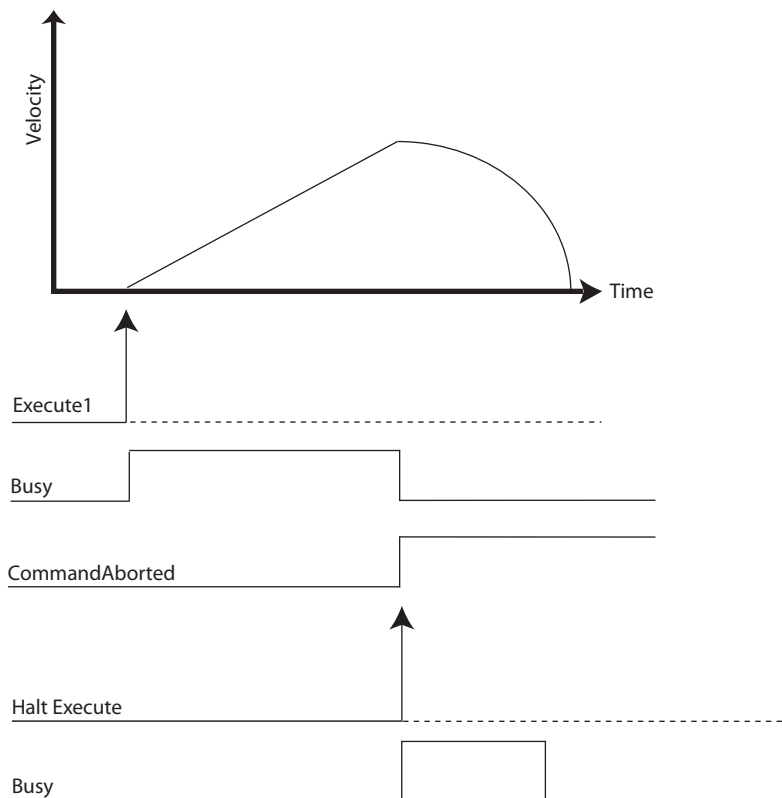 Velocity
Time
Execute1
Busy
CommandAborted
Halt Execute
Busy